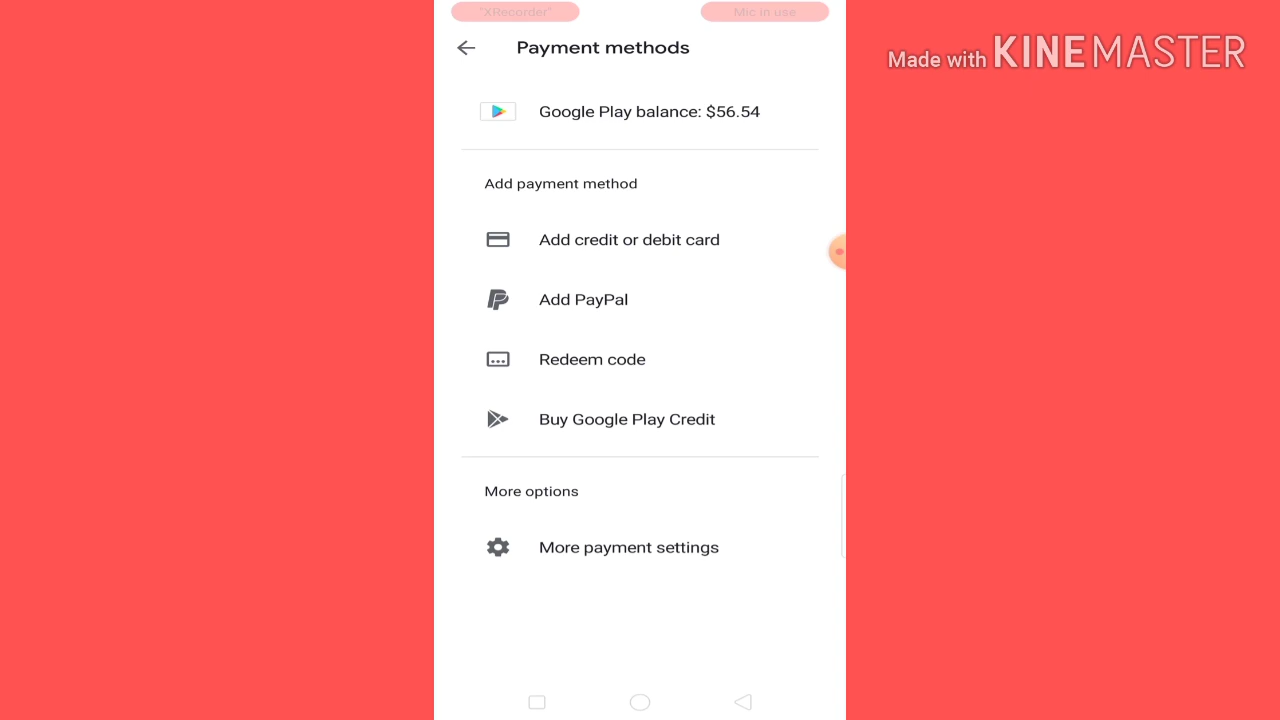 "XRecorder"
Mic in use
Payment methods
Made with KINEMASTER
Google Play balance: $56.54
Add payment method
Add credit or debit card
Add PayPal
Redeem code
Buy Google Play Credit
More options
More payment settings